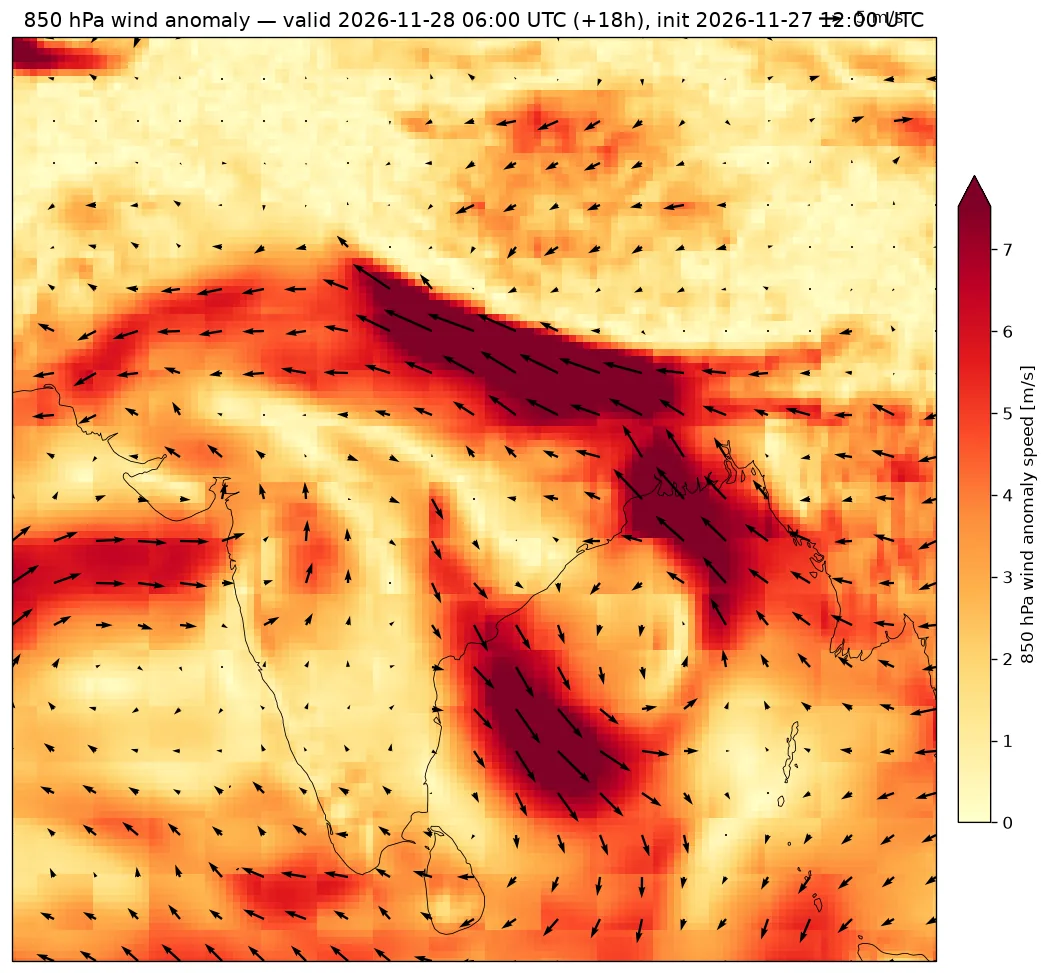 850 hPa wind anomaly — valid 2026-11-28 06:00 UTC (+18h), init 2026-11-27 12:00 UTC
5 m/s
7
6
5
4
3
2
1
0
850 hPa wind anomaly speed [m/s]